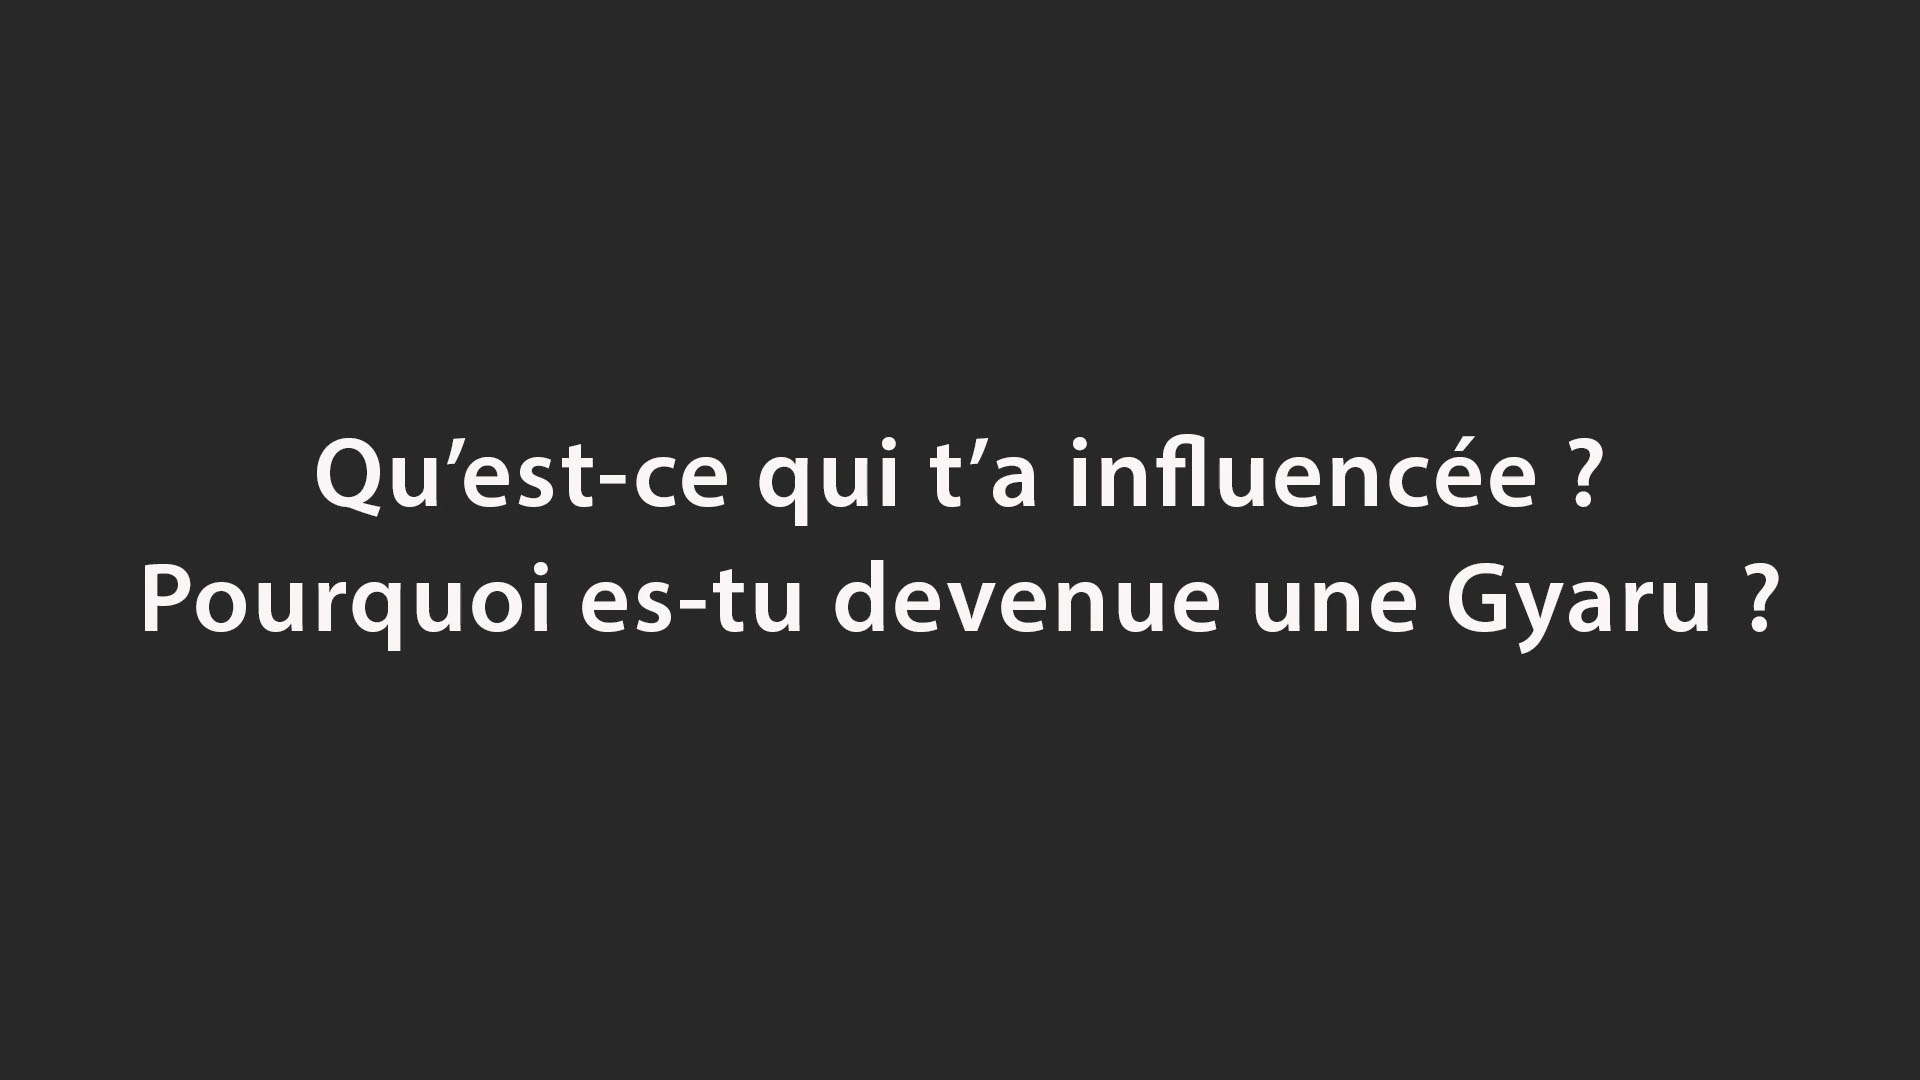 Qu’est-ce qui t’a influencée ?
Pourquoi es-tu devenue une Gyaru ?